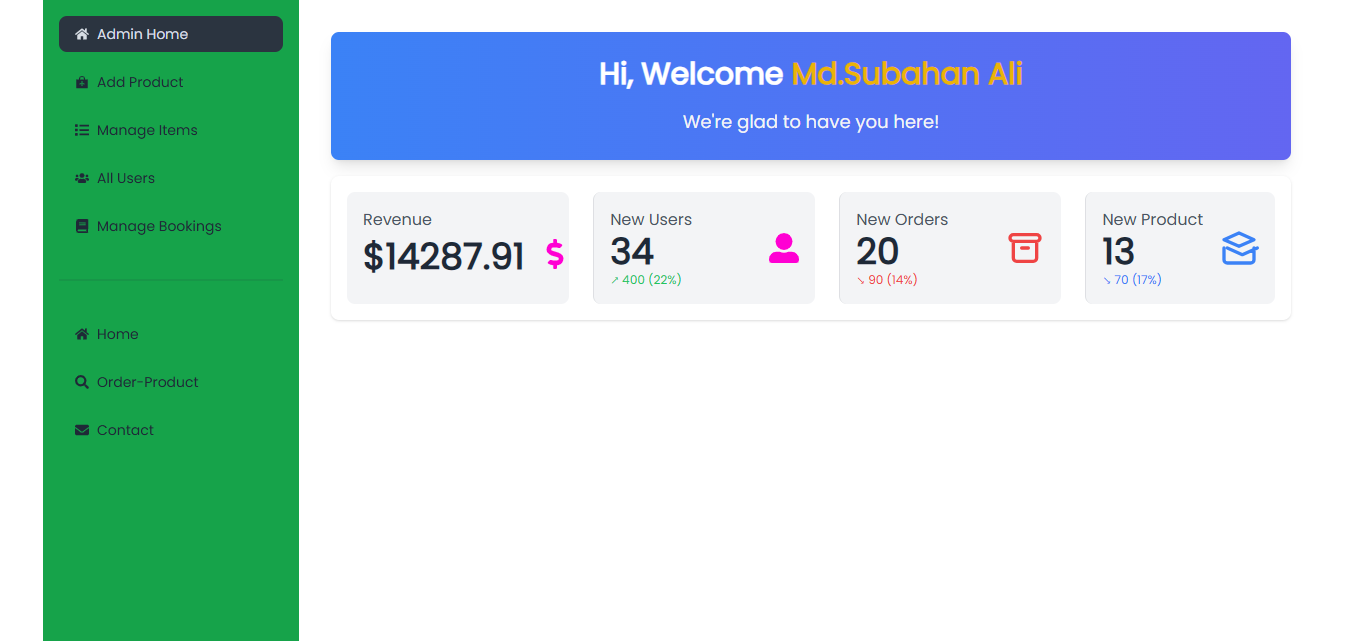 Admin Home
Add Product
Manage Items
All Users
Manage Bookings
Home
Order-Product
Contact
Hi, Welcome Md.Subahan Ali
We're glad to have you here!
Revenue
$14287.91
New Users
34
↗︎ 400 (22%)
New Orders
20
↘︎ 90 (14%)
New Product
13
↘︎ 70 (17%)